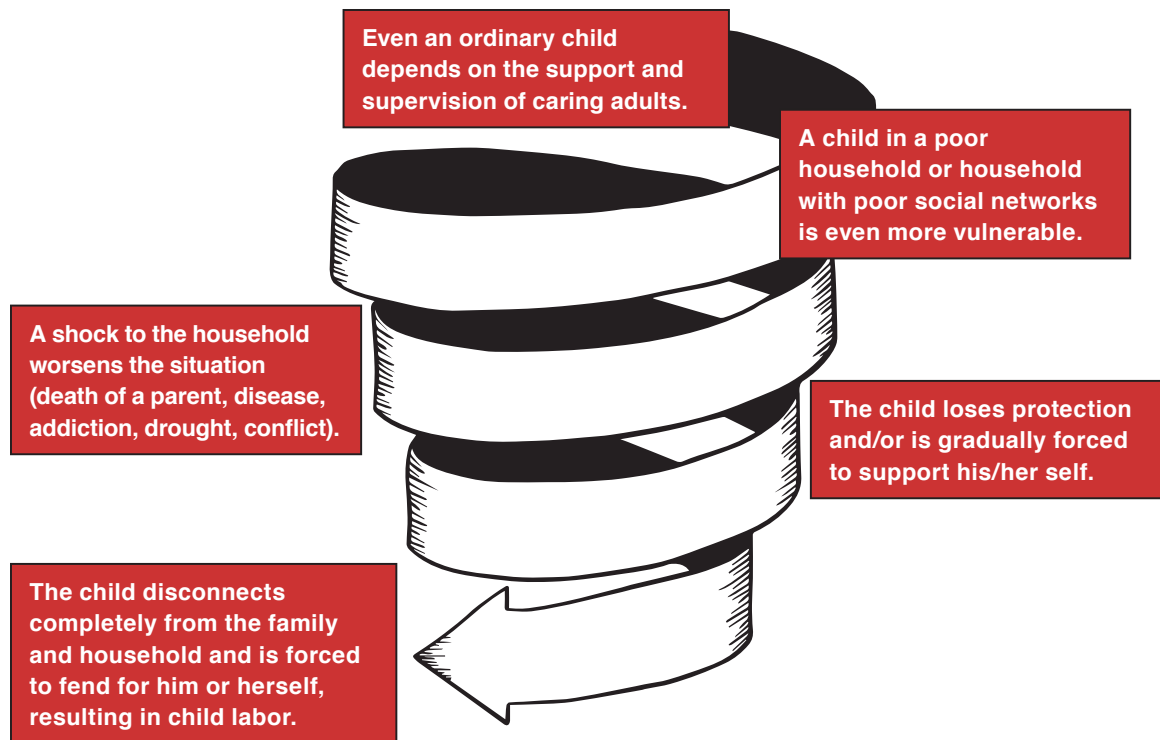 Even an ordinary child
depends on the support and
supervision of caring adults.
A child in a poor
household or household
with poor social networks
is even more vulnerable.
A shock to the household
worsens the situation
(death of a parent, disease,
addiction, drought, conflict).
The child loses protection
and/or is gradually forced
to support his/her self.
The child disconnects
completely from the family
and household and is forced
to fend for him or herself,
resulting in child labor.